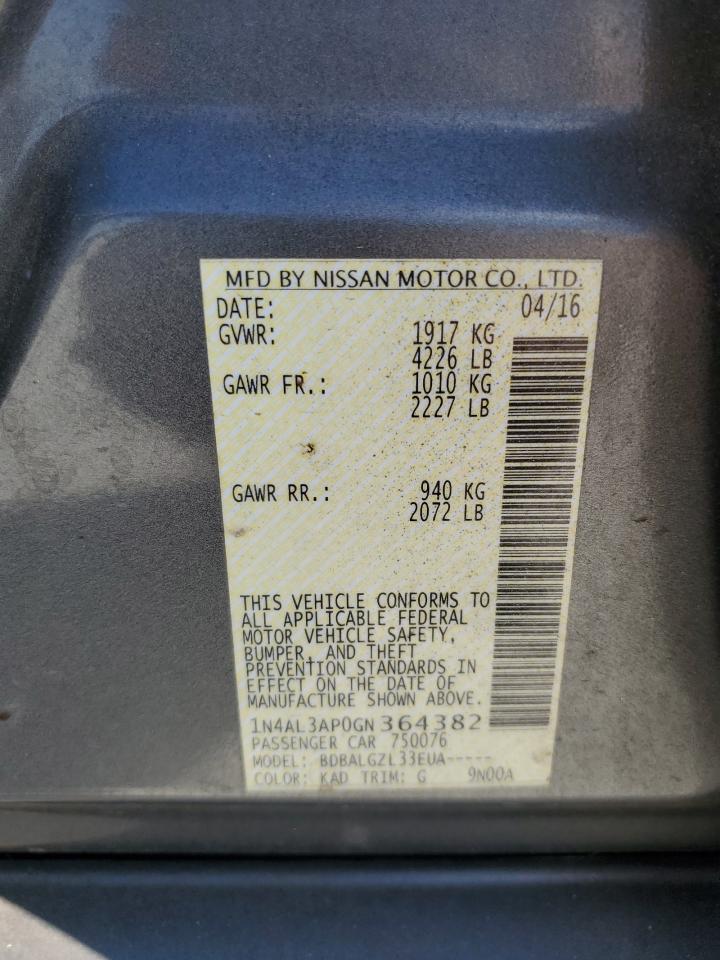 MFD BY NISSAN MOTOR CO., LTD.
DATE: 04/16
GVWR: 1917 KG
4226 LB
GAWR FR.: 1010 KG
2227 LB
GAWR RR.: 940 KG
2072 LB
THIS VEHICLE CONFORMS TO
ALL APPLICABLE FEDERAL
MOTOR VEHICLE SAFETY,
BUMPER, AND THEFT
PREVENTION STANDARDS IN
EFFECT ON THE DATE OF
MANUFACTURE SHOWN ABOVE.
1N4AL3AP0GN364382
PASSENGER CAR 750076
MODEL: BDBALGZL33EUA-----
COLOR: KAD TRIM: G 9N00A